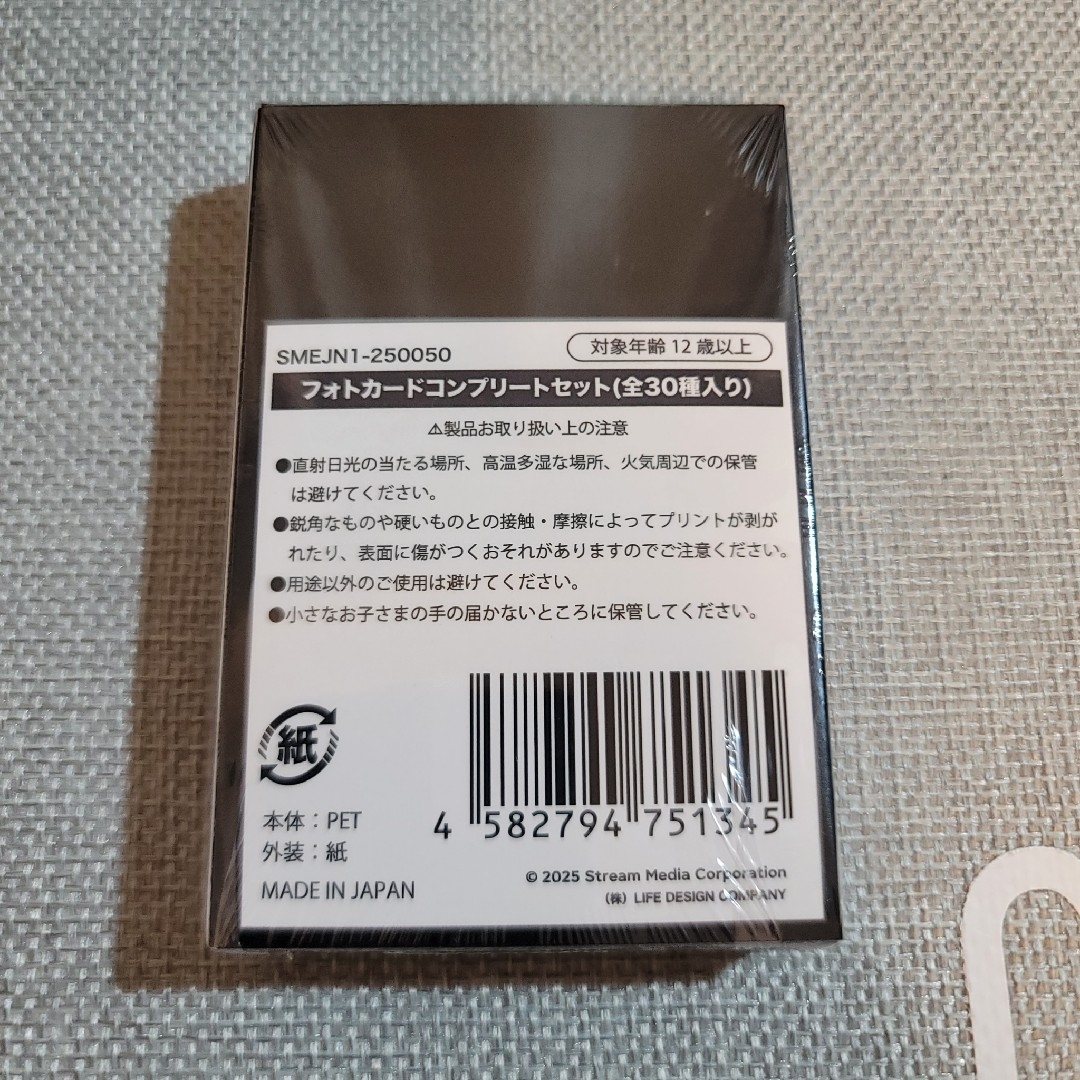 SMEJN1-250050
対象年齢 12 歳以上
フォトカードコンプリートセット(全30種入り)
⚠製品お取り扱い上の注意
●直射日光の当たる場所、高温多湿な場所、火気周辺での保管
は避けてください。
●鋭角なものや硬いものとの接触・摩擦によってプリントが剥が
れたり、表面に傷がつくおそれがありますのでご注意ください。
●用途以外のご使用は避けてください。
●小さなお子さまの手の届かないところに保管してください。
紙
本体：PET
外装：紙
MADE IN JAPAN
4 582794 751345
© 2025 Stream Media Corporation
（株）LIFE DESIGN COMPANY